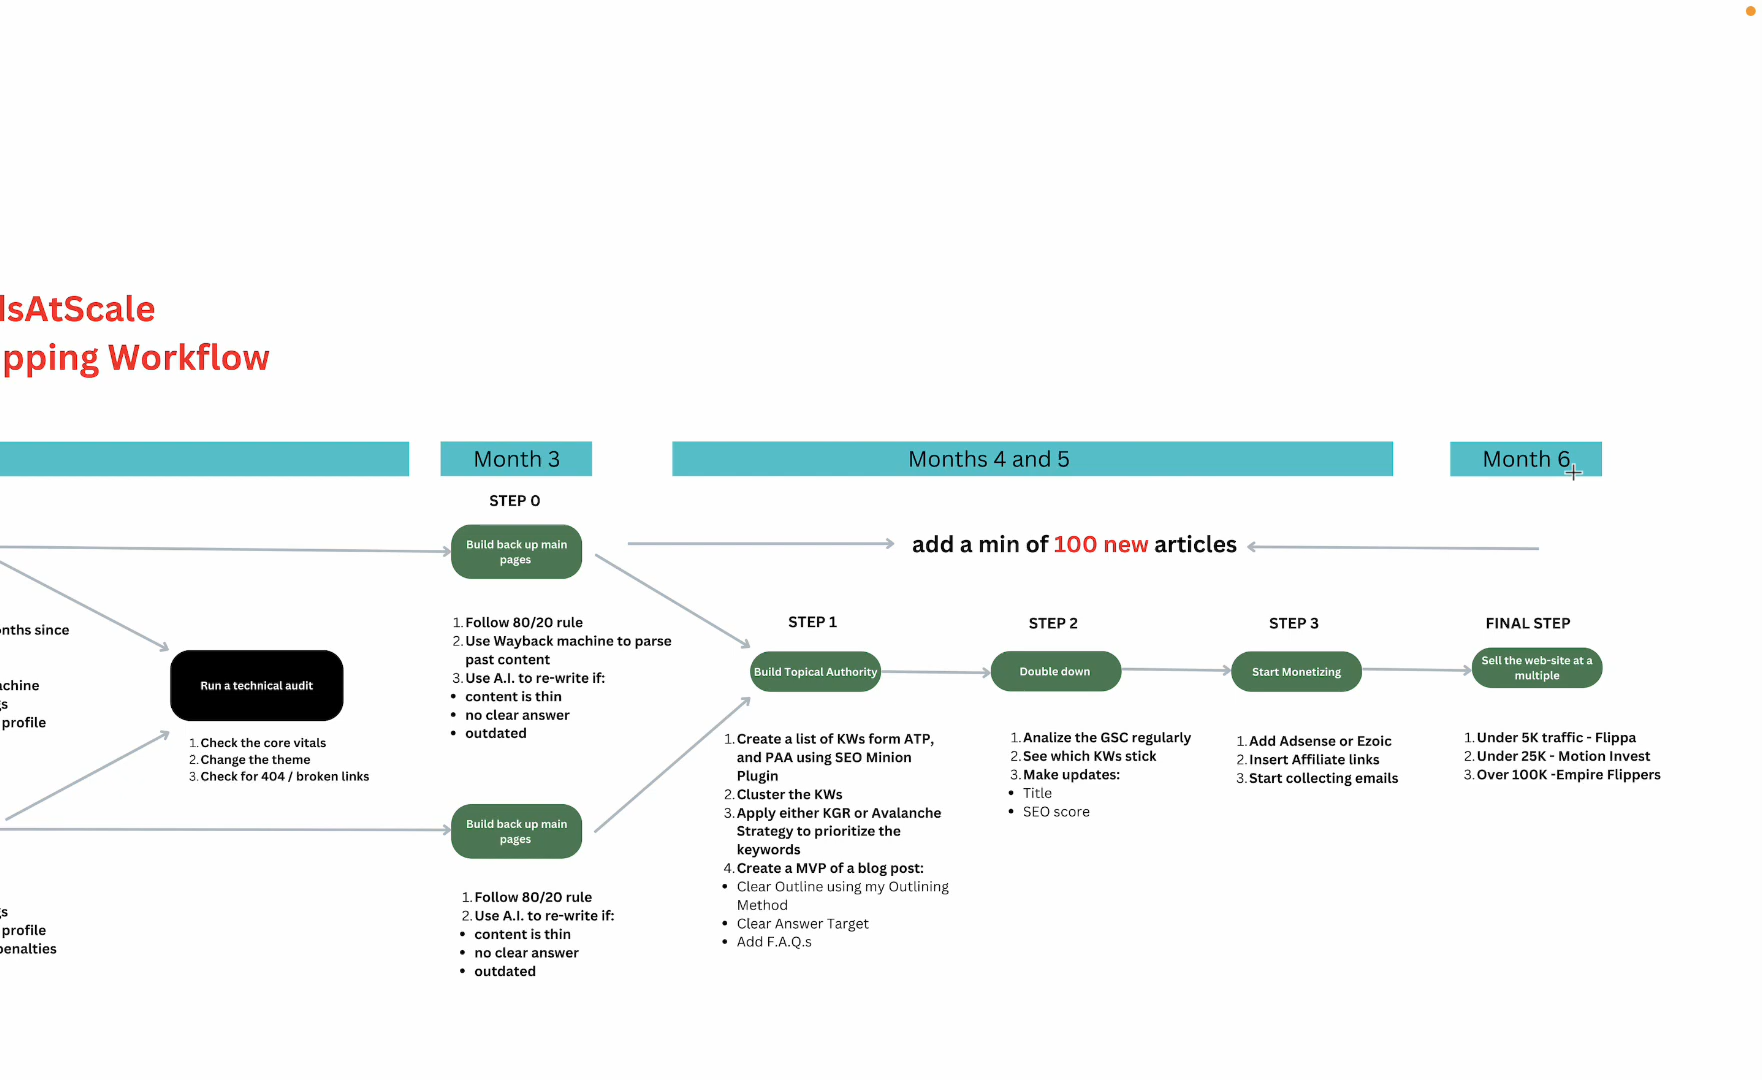 lsAtScale
pping Workflow
Month 3
Months 4 and 5
Month 6
STEP 0
Build back up main
pages
add a min of 100 new articles
1. Follow 80/20 rule
2. Use Wayback machine to parse
past content
3. Use A.I. to re-write if:
• content is thin
• no clear answer
• outdated
onths since
achine
gs
profile
Run a technical audit
1. Check the core vitals
2. Change the theme
3. Check for 404 / broken links
STEP 1
Build Topical Authority
1. Create a list of KWs form ATP,
and PAA using SEO Minion
Plugin
2. Cluster the KWs
3. Apply either KGR or Avalanche
Strategy to prioritize the
keywords
4. Create a MVP of a blog post:
• Clear Outline using my Outlining
Method
• Clear Answer Target
• Add F.A.Q.s
STEP 2
Double down
1. Analize the GSC regularly
2. See which KWs stick
3. Make updates:
• Title
• SEO score
STEP 3
Start Monetizing
1. Add Adsense or Ezoic
2. Insert Affiliate links
3. Start collecting emails
FINAL STEP
Sell the web-site at a
multiple
1. Under 5K traffic - Flippa
2. Under 25K - Motion Invest
3. Over 100K -Empire Flippers
Build back up main
pages
1. Follow 80/20 rule
2. Use A.I. to re-write if:
• content is thin
• no clear answer
• outdated
gs
profile
penalties